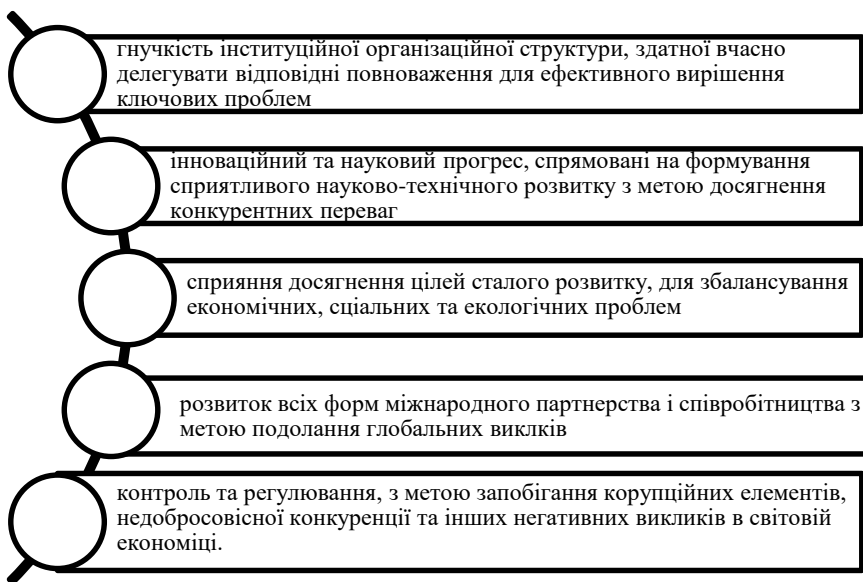 гнучкість інституційної організаційної структури, здатної вчасно
делегувати відповідні повноваження для ефективного вирішення
ключових проблем
інноваційний та науковий прогрес, спрямовані на формування
сприятливого науково-технічного розвитку з метою досягнення
конкурентних переваг
сприяння досягнення цілей сталого розвитку, для збалансування
економічних, сціальних та екологічних проблем
розвиток всіх форм міжнародного партнерства і співробітництва з
метою подолання глобальних виклків
контроль та регулювання, з метою запобігання корупційних елементів,
недобросовісної конкуренції та інших негативних викликів в світовій
економіці.